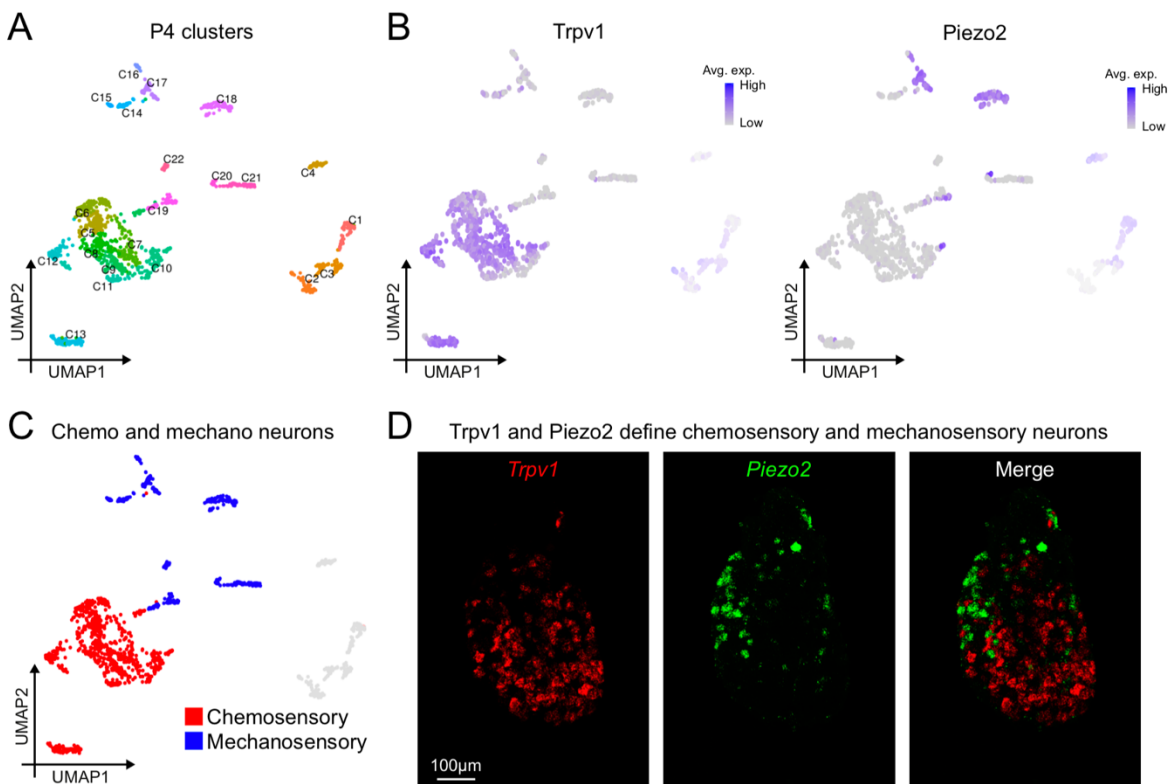 A
P4 clusters
C16
C17
C15
C14
C18
C22
C20 C21
C4
C19
C6
C5
C7
C8
C12
C9
C10
C11
C1
C2 C3
C13
UMAP2
UMAP1
B
Trpv1
Avg. exp.
High
Low
UMAP2
UMAP1
Piezo2
Avg. exp.
High
Low
UMAP2
UMAP1
C
Chemo and mechano neurons
Chemosensory
Mechanosensory
UMAP2
UMAP1
D
Trpv1 and Piezo2 define chemosensory and mechanosensory neurons
Trpv1
Piezo2
Merge
100µm